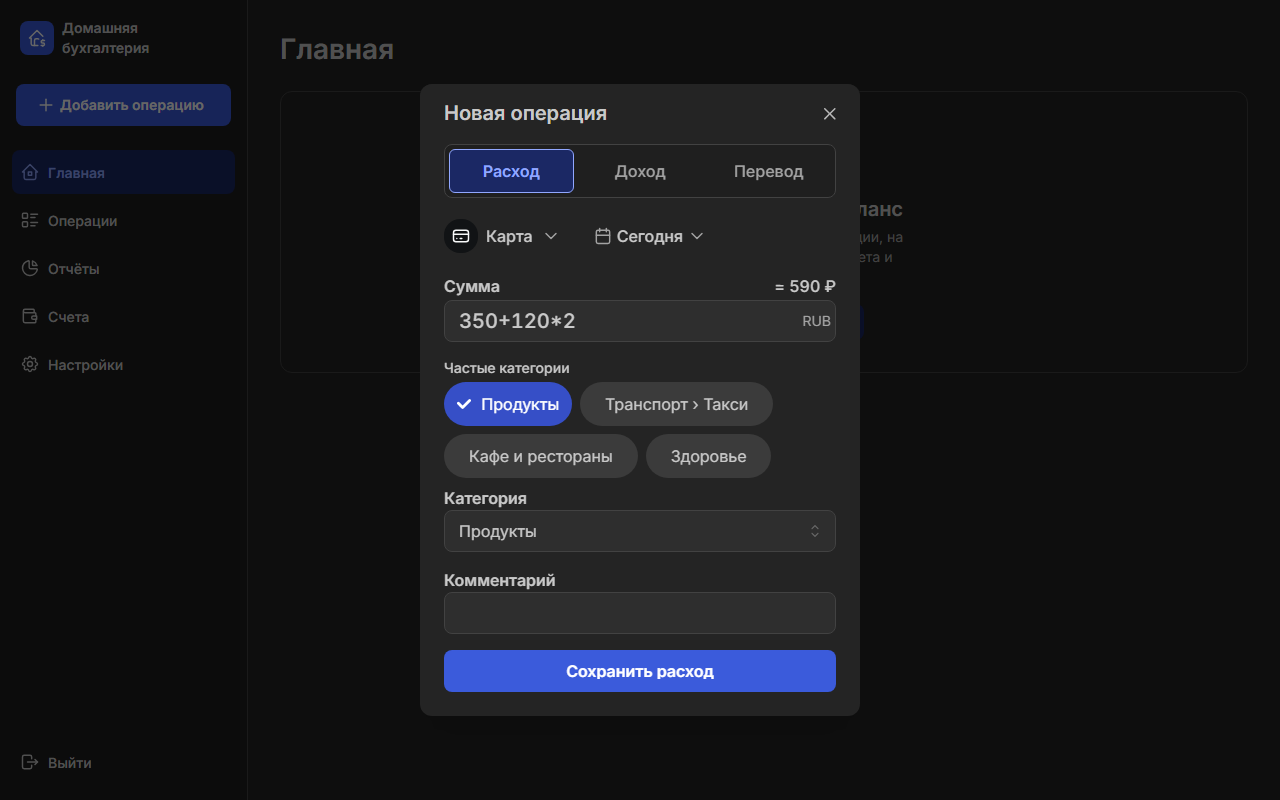 Домашняя
бухгалтерия
Добавить операцию
Главная
Операции
Отчёты
Счета
Настройки
Выйти
Главная
Новая операция
Расход
Доход
Перевод
Карта
Сегодня
Сумма
= 590 ₽
350+120*2
RUB
Частые категории
Продукты
Транспорт › Такси
Кафе и рестораны
Здоровье
Категория
Продукты
Комментарий
Сохранить расход
на
и